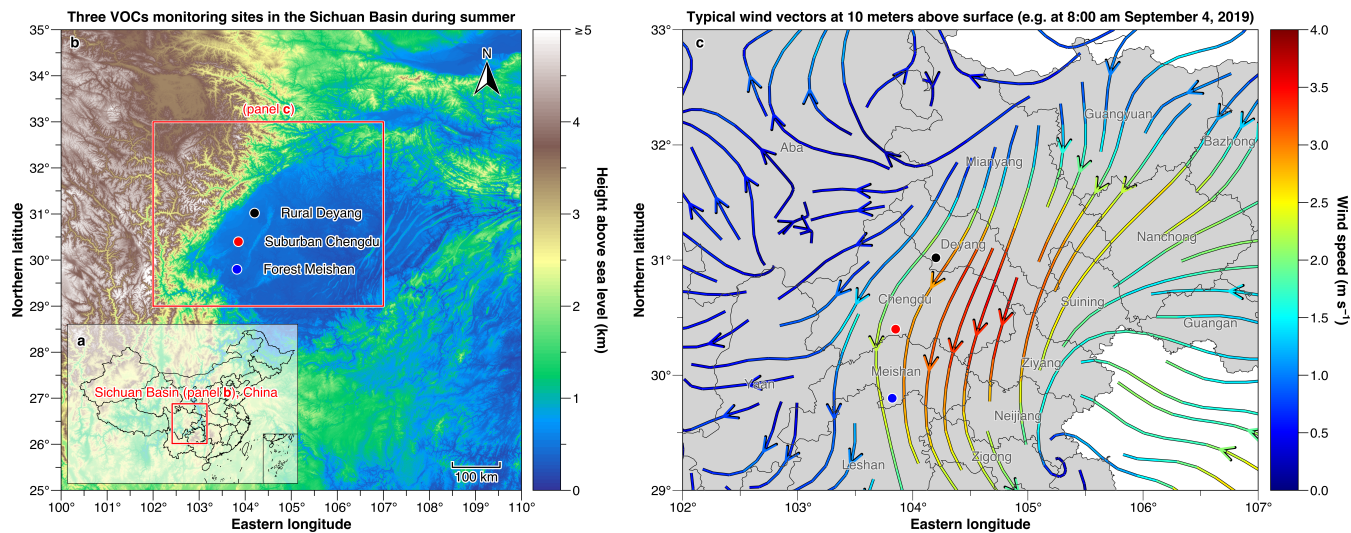 Three VOCs monitoring sites in the Sichuan Basin during summer
b
N
(panel c)
Rural Deyang
Suburban Chengdu
Forest Meishan
a
Sichuan Basin (panel b), China
100 km
35°
34°
33°
32°
31°
30°
29°
28°
27°
26°
25°
Northern latitude
100°
101°
102°
103°
104°
105°
106°
107°
108°
109°
110°
Eastern longitude
≥5
4
3
2
1
0
Height above sea level (km)
Typical wind vectors at 10 meters above surface (e.g. at 8:00 am September 4, 2019)
c
Guangyuan
Bazhong
Aba
Mianyang
Nanchong
Deyang
Chengdu
Suining
Guangan
Meishan
Ziyang
Yaan
Neijiang
Leshan
Zigong
33°
32°
31°
30°
29°
Northern latitude
102°
103°
104°
105°
106°
107°
Eastern longitude
4.0
3.5
3.0
2.5
2.0
1.5
1.0
0.5
0.0
Wind speed (m s⁻¹)